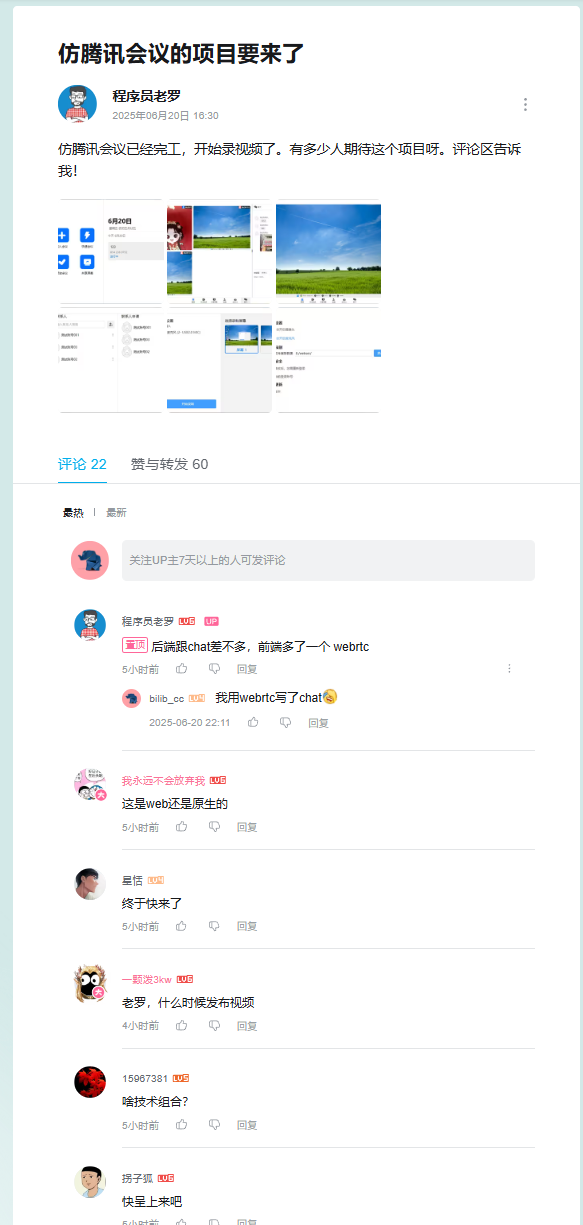 仿腾讯会议的项目要来了
程序员老罗
2025年06月20日 16:30
仿腾讯会议已经完工，开始录视频了。有多少人期待这个项目呀。评论区告诉
我！
6月20日
评论 22 赞与转发 60
最热 | 最新
关注UP主7天以上的人可发评论
程序员老罗 LV6 UP
置顶 后端跟chat差不多，前端多了一个 webrtc
5小时前 回复
bilib_cc 我用webrtc写了chat
2025-06-20 22:11 回复
我永远不会放弃我 LV6
这是web还是原生的
5小时前 回复
星恬
终于快来了
5小时前 回复
一颗泼3kw LV6
老罗，什么时候发布视频
4小时前 回复
15967381 LV5
啥技术组合？
5小时前 回复
拐子狐 LV6
快呈上来吧
5小时前 回复